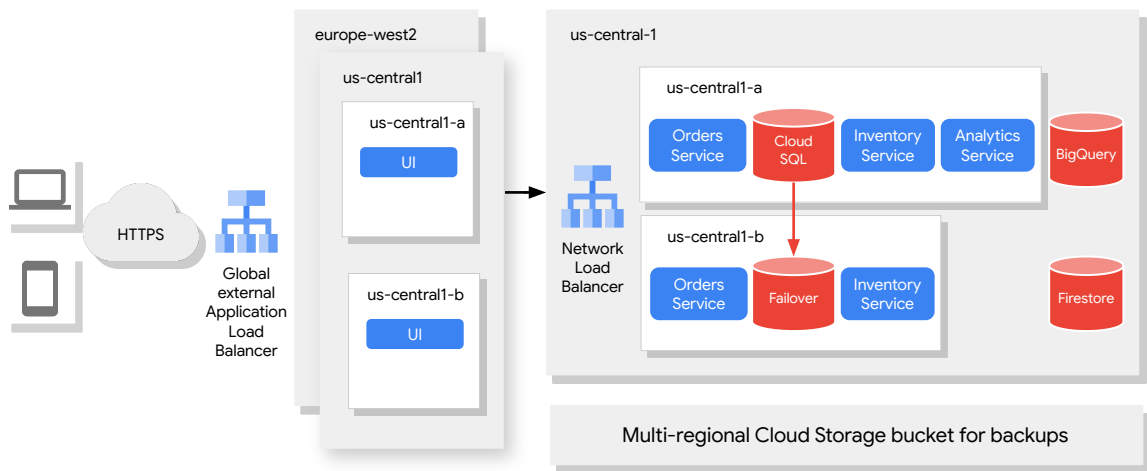 HTTPS
Global
external
Application
Load
Balancer
europe-west2
us-central1
us-central1-a
UI
us-central1-b
UI
us-central-1
Network
Load
Balancer
us-central1-a
Orders
Service
Cloud
SQL
Inventory
Service
Analytics
Service
BigQuery
us-central1-b
Orders
Service
Failover
Inventory
Service
Firestore
Multi-regional Cloud Storage bucket for backups